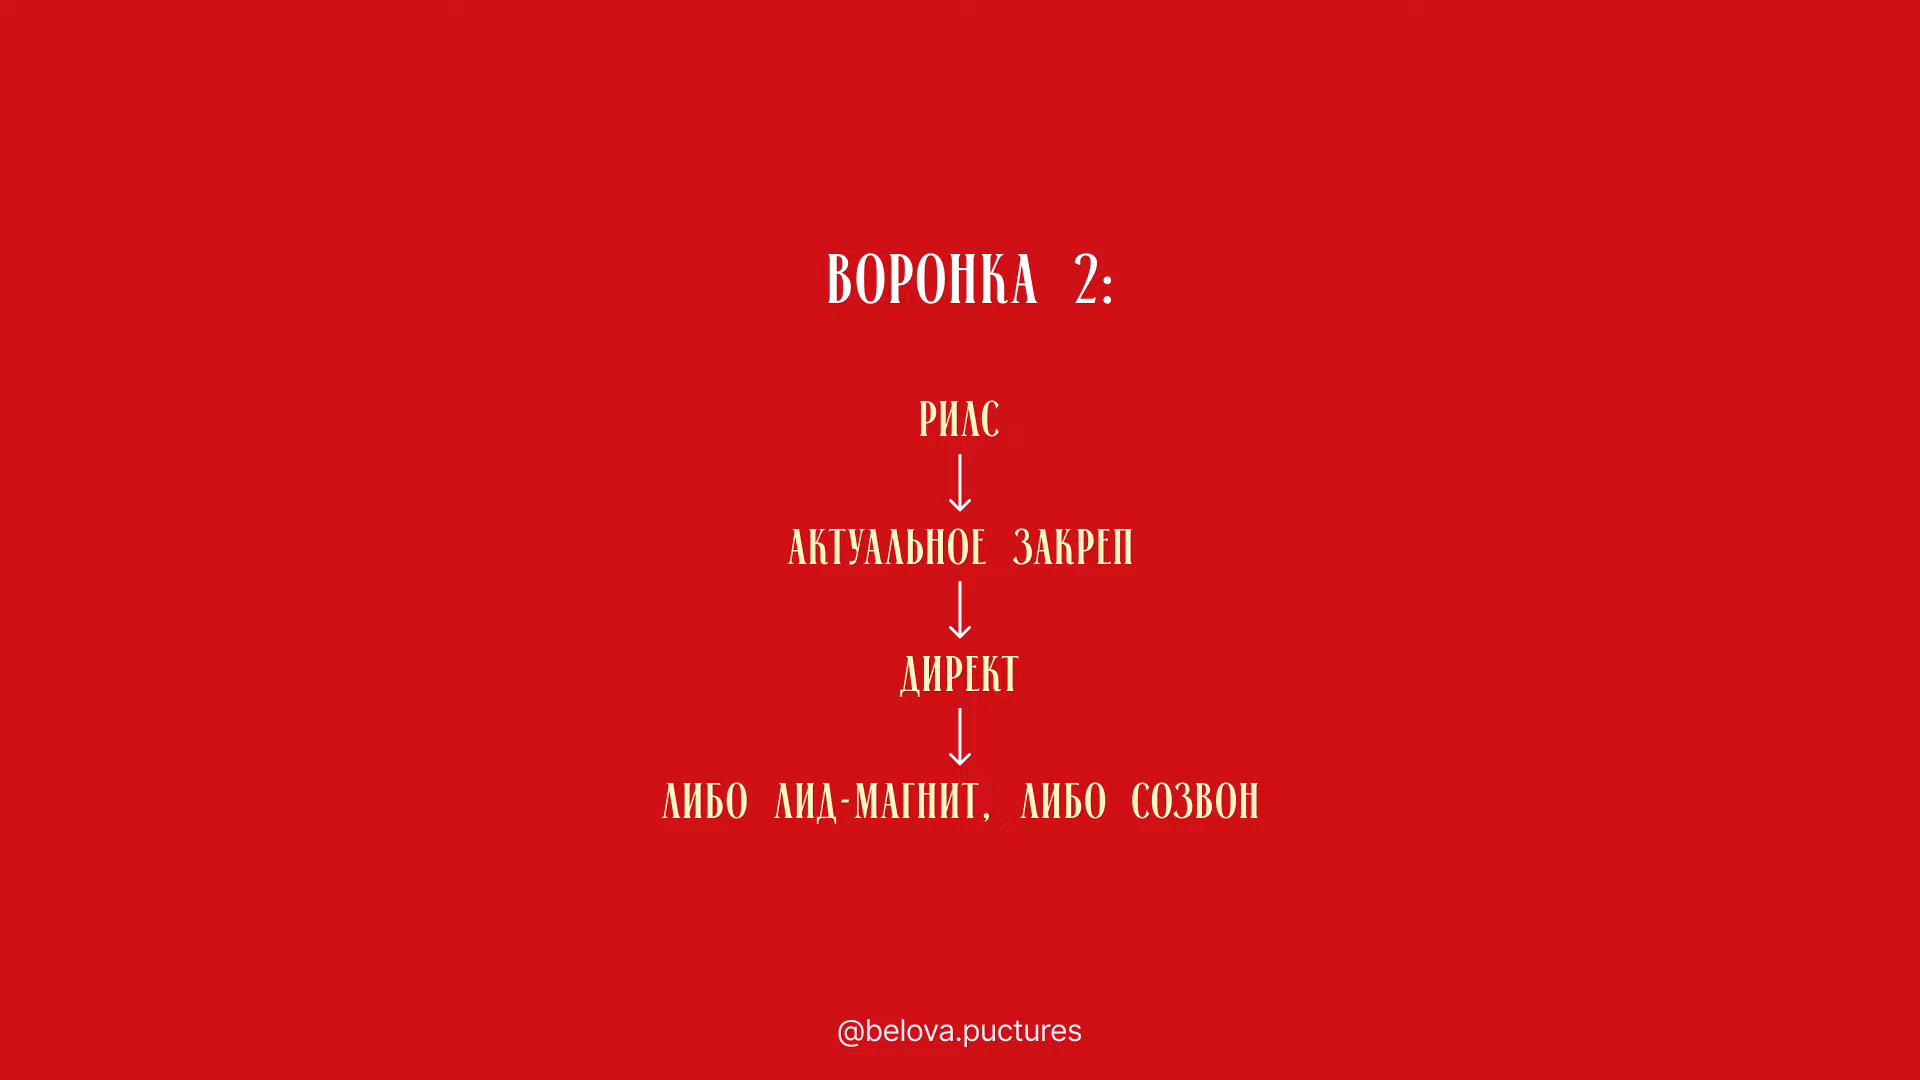 ВОРОНКА 2:
РИЛС
АКТУАЛЬНОЕ ЗАКРЕП
ДИРЕКТ
ЛИБО ЛИД-МАГНИТ, ЛИБО СОЗВОН
@belova.puctures